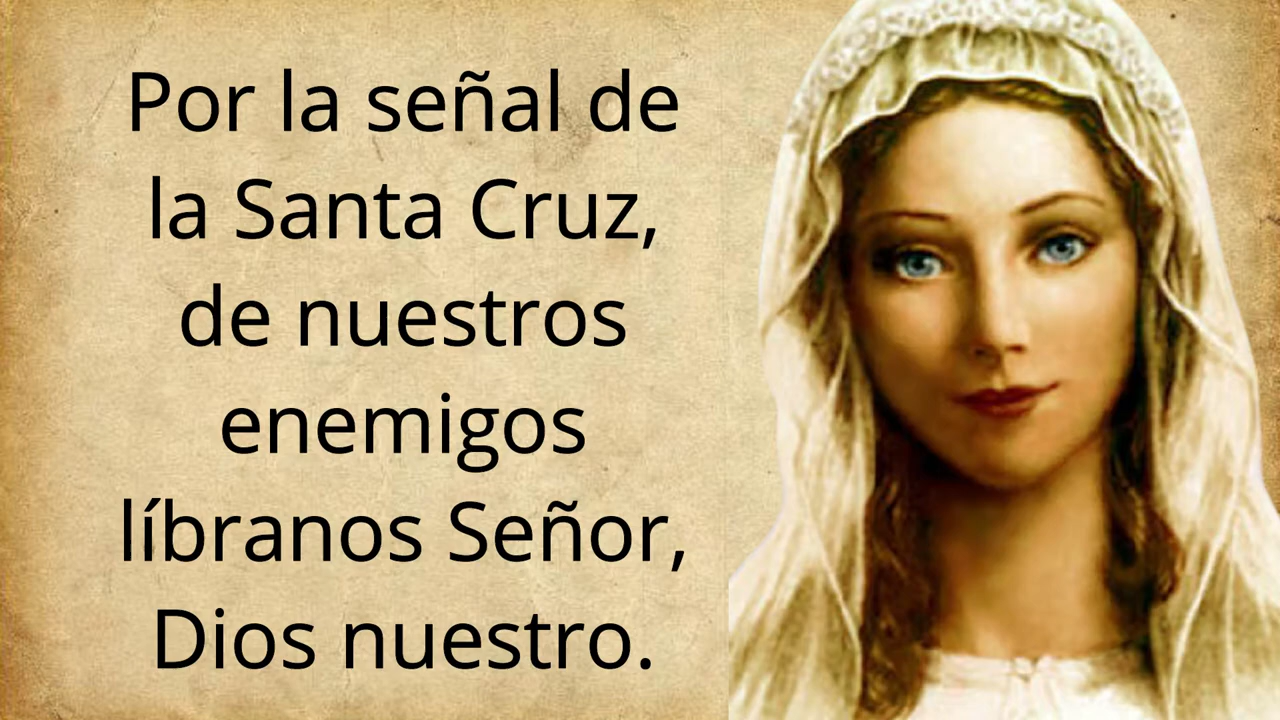 Por la señal de
la Santa Cruz,
de nuestros
enemigos
líbranos Señor,
Dios nuestro.